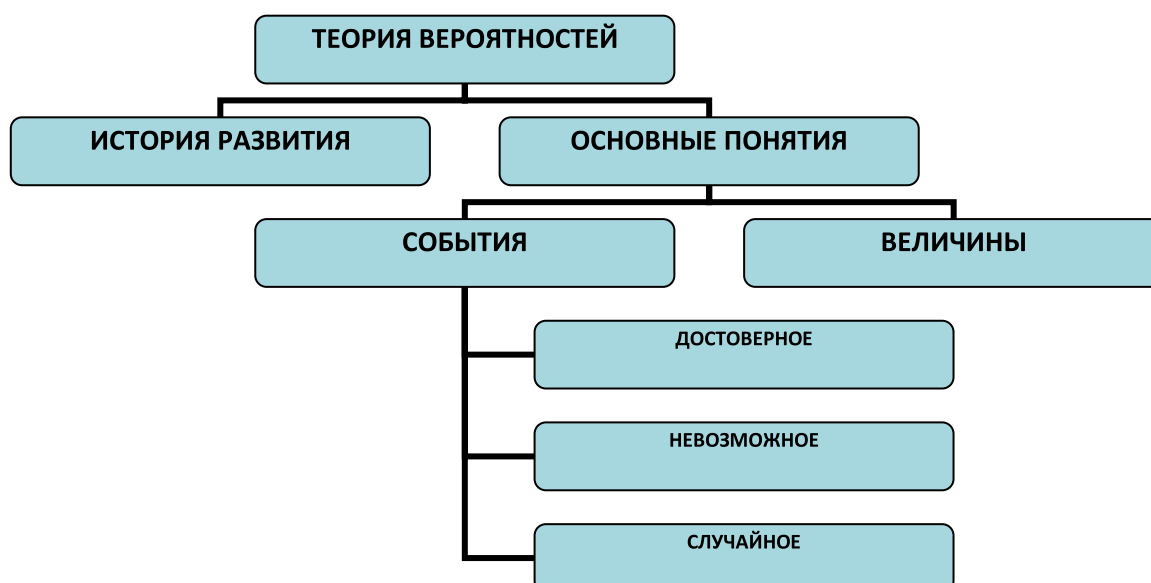 ТЕОРИЯ ВЕРОЯТНОСТЕЙ
ИСТОРИЯ РАЗВИТИЯ
ОСНОВНЫЕ ПОНЯТИЯ
СОБЫТИЯ
ВЕЛИЧИНЫ
ДОСТОВЕРНОЕ
НЕВОЗМОЖНОЕ
СЛУЧАЙНОЕ